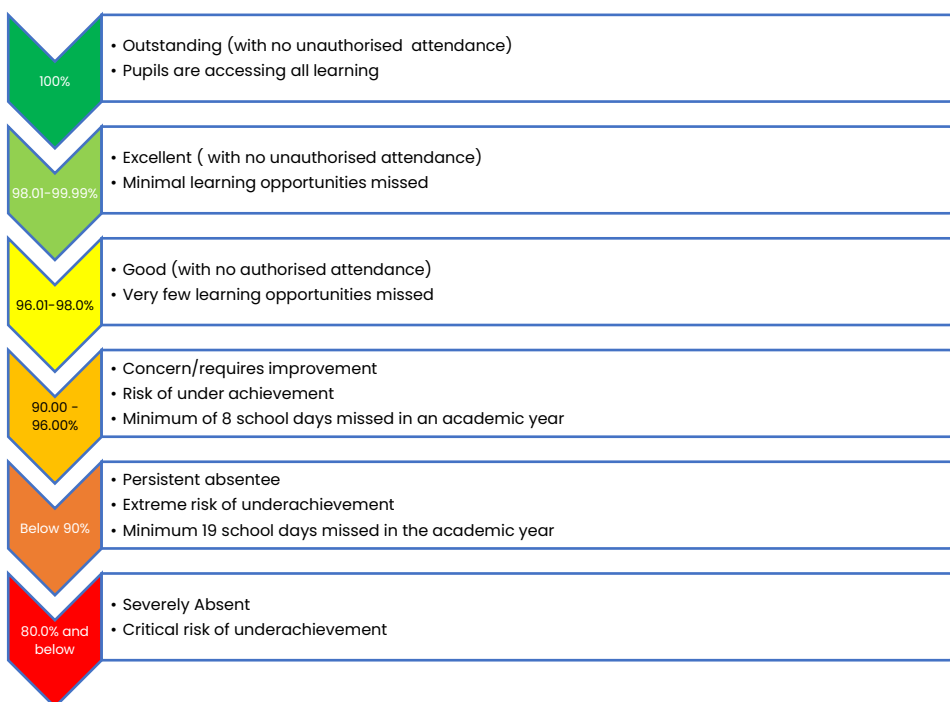 100%
• Outstanding (with no unauthorised  attendance)
• Pupils are accessing all learning
98.01-99.99%
• Excellent ( with no unauthorised attendance)
• Minimal learning opportunities missed
96.01-98.0%
• Good (with no authorised attendance)
• Very few learning opportunities missed
90.00 -
96.00%
• Concern/requires improvement
• Risk of under achievement
• Minimum of 8 school days missed in an academic year
Below 90%
• Persistent absentee
• Extreme risk of underachievement
• Minimum 19 school days missed in the academic year
80.0% and
below
• Severely Absent
• Critical risk of underachievement